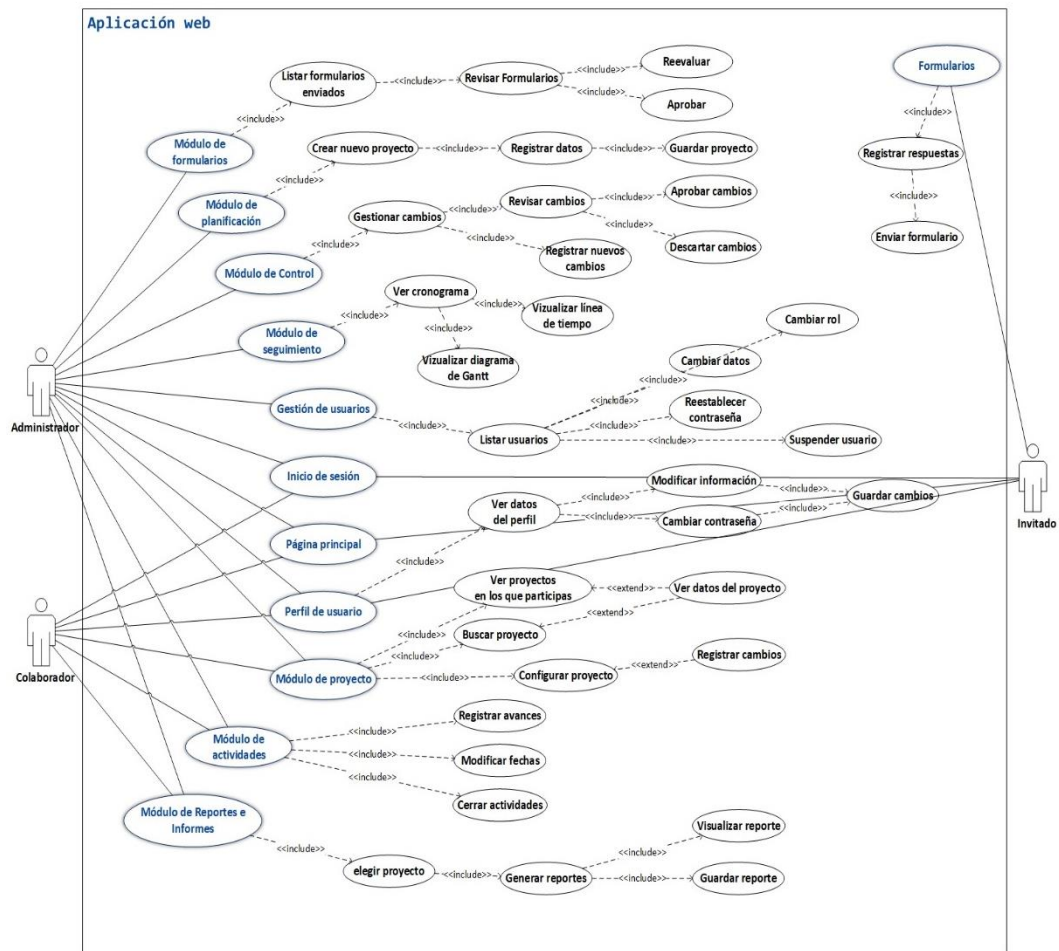 Aplicación web
Listar formularios
enviados
<<include>>
Revisar Formularios
<<include>>
Reevaluar
<<include>>
Aprobar
Formularios
<<include>>
Módulo de
formularios
<<include>>
Crear nuevo proyecto
<<include>>
Registrar datos
<<include>>
Guardar proyecto
Registrar respuestas
<<include>>
Enviar formulario
Módulo de
planificación
<<include>>
Gestionar cambios
<<include>>
Revisar cambios
<<include>>
Aprobar cambios
<<include>>
Descartar cambios
<<include>>
Registrar nuevos
cambios
Módulo de Control
<<include>>
Ver cronograma
<<include>>
Vizualizar línea
de tiempo
<<include>>
Vizualizar diagrama
de Gantt
Módulo de
seguimiento
<<include>>
Cambiar rol
Cambiar datos
<<include>>
Reestablecer
contraseña
<<include>>
Gestión de usuarios
<<include>>
Listar usuarios
<<include>>
Suspender usuario
Administrador
Inicio de sesión
Modificar información
<<include>>
<<include>>
Guardar cambios
Ver datos
del perfil
<<include>>
Cambiar contraseña
<<include>>
Invitado
Página principal
<<include>>
Perfil de usuario
Ver proyectos
en los que participas
<<extend>>
Ver datos del proyecto
<<extend>>
<<include>>
Buscar proyecto
<<include>>
Colaborador
Módulo de proyecto
<<include>>
Configurar proyecto
<<extend>>
Registrar cambios
Módulo de
actividades
<<include>>
Registrar avances
<<include>>
Modificar fechas
<<include>>
Cerrar actividades
Módulo de Reportes e
Informes
<<include>>
elegir proyecto
<<include>>
Generar reportes
<<include>>
Visualizar reporte
<<include>>
Guardar reporte